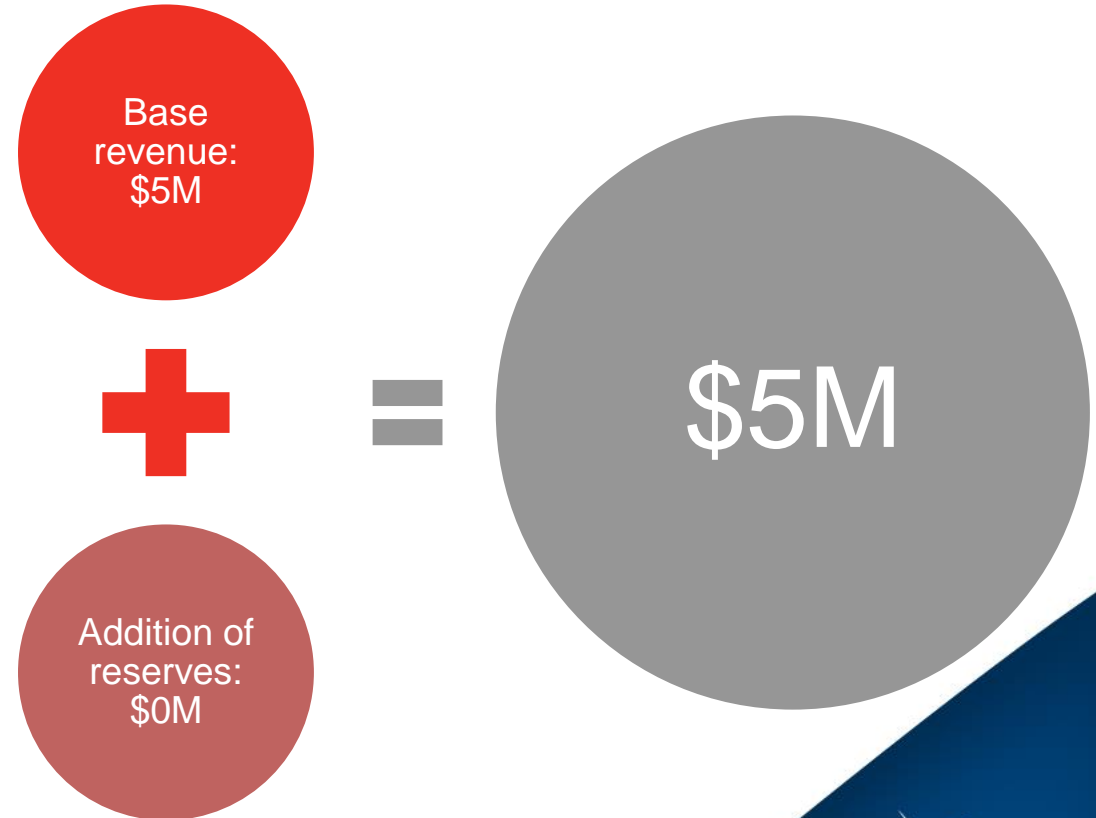 Base
revenue:
$5M
$5M
Addition of
reserves:
$0M